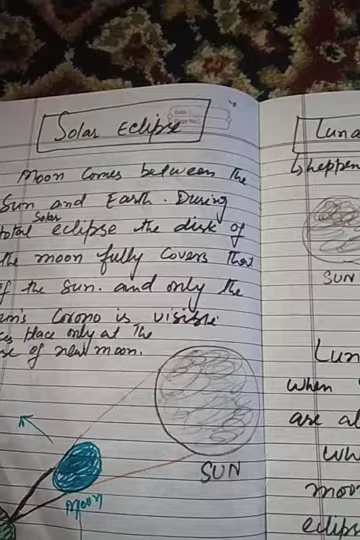 Solar Eclipse
Moon comes between the
Sun and Earth. During
total Solar eclipse the disk of
the moon fully covers that
of the Sun. and only the
Corono is visible
place only at the
of new moon.
SUN
Moon
Luna
↳ happen
SUN
Lun
when
are al
wh
moon
eclips